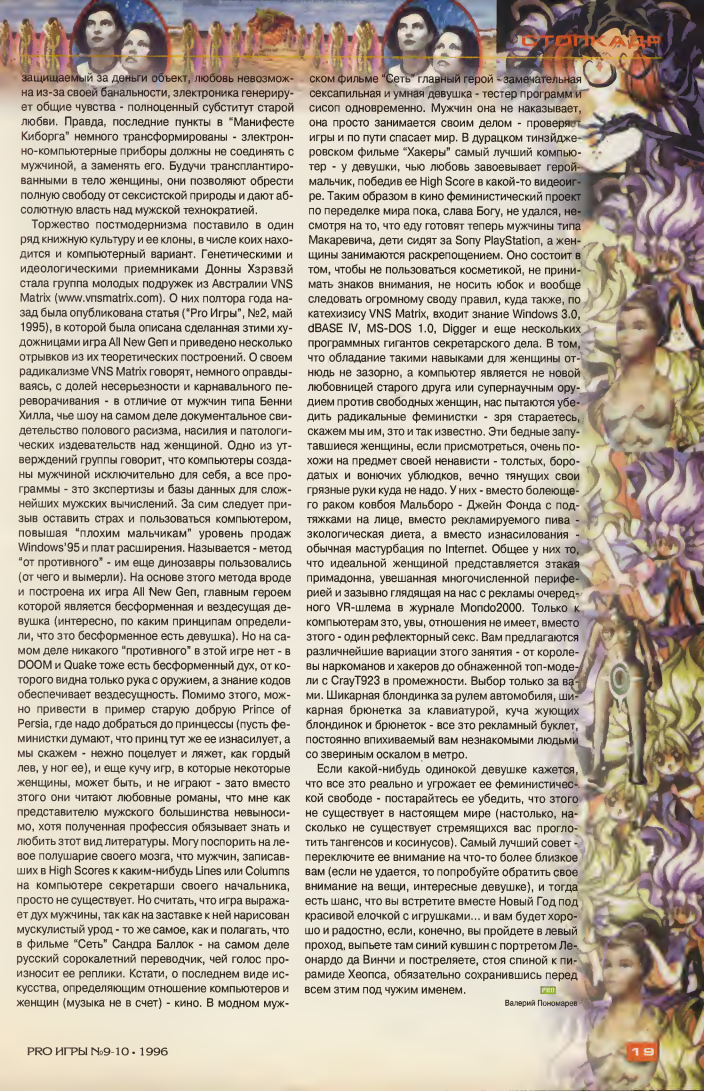 СТОПКАДР
защищаемый за деньги объект, любовь невозмож-
на из-за своей банальности, злектроника генериру-
ет общие чувства - полноценный субститут старой
любви. Правда, последние пункты в "Манифесте
Киборга" немного трансформированы - злектрон-
но-компьютерные приборы должны не соединять с
мужчиной, а заменять его. Будучи трансплантиро-
ванными в тело женщины, они позволяют обрести
полную свободу от сексистской природы и дают аб-
солютную власть над мужской технократией.
Торжество постмодернизма поставило в один
ряд книжную культуру и ее клоны, в числе коих нахо-
дится и компьютерный вариант. Генетическими и
идеологическими приемниками Донны Хэрзвэй
стала группа молодых подружек из Австралии VNS
Matrix (www.vnsmatrix.com). О них полтора года на-
зад была опубликована статья ("Pro Игры", №2, май
1995), в которой была описана сделанная зтими ху-
дожницами игра All New Gen и приведено несколько
отрывков из их теоретических построений. О своем
радикализме VNS Matrix говорят, немного оправды-
ваясь, с долей несерьезности и карнавального пе-
реворачивания - в отличие от мужчин типа Бенни
Хилла, чье шоу на самом деле документальное сви-
детельство полового расизма, насилия и патологи-
ческих издевательств над женщиной. Одно из ут-
верждений группы говорит, что компьютеры созда-
ны мужчиной исключительно для себя, а все про-
граммы - зто зкспертизы и базы данных для слож-
нейших мужских вычислений. За сим следует при-
зыв оставить страх и пользоваться компьютером,
повышая "плохим мальчикам" уровень продаж
Windows'95 и плат расширения. Называется - метод
"от противного" - им еще динозавры пользовались
(от чего и вымерли). На основе зтого метода вроде
и построена их игра All New Gen, главным героем
которой является бесформенная и вездесущая де-
вушка (интересно, по каким принципам определи-
ли, что зто бесформенное есть девушка). Но на са-
мом деле никакого "противного" в зтой игре нет - в
DOOM и Quake тоже есть бесформенный дух, от ко-
торого видна только рука с оружием, а знание кодов
обеспечивает вездесущность. Помимо зтого, мож-
но привести в пример старую добрую Prince of
Persia, где надо добраться до принцессы (пусть фе-
министки думают, что принц тут же ее изнасилует, а
мы скажем - нежно поцелует и ляжет, как гордый
лев, у ног ее), и еще кучу игр, в которые некоторые
женщины, может быть, и не играют - зато вместо
зтого они читают любовные романы, что мне как
представителю мужского большинства невыноси-
мо, хотя полученная профессия обязывает знать и
любить зтот вид литературы. Могу поспорить на ле-
вое полушарие своего мозга, что мужчин, записав-
ших в High Scores к каким-нибудь Lines или Columns
на компьютере секретарши своего начальника,
просто не существует. Но считать, что игра выража-
ет дух мужчины, так как на заставке к ней нарисован
мускулистый урод - то же самое, как и полагать, что
в фильме "Сеть" Сандра Баллок - на самом деле
русский сорокалетний переводчик, чей голос про-
износит ее реплики. Кстати, о последнем виде ис-
кусства, определяющим отношение компьютеров и
женщин (музыка не в счет) - кино. В модном муж-
ском фильме "Сеть" главный герой - замечательная
сексапильная и умная девушка - тестер программ и
сисоп одновременно. Мужчин она не наказывает,
она просто занимается своим делом - проверяет
игры и по пути спасает мир. В дурацком тинзйдже-
ровском фильме "Хакеры" самый лучший компью-
тер - у девушки, чью любовь завоевывает герой-
мальчик, победив ее High Score в какой-то видеоиг-
ре. Таким образом в кино феминистский проект
по переделке мира пока, слава Богу, не удался, не-
смотря на то, что еду готовят теперь мужчины типа
Макаревича, дети сидят за Sony PlayStation, а жен-
щины занимаются раскрепощением. Оно состоит в
том, чтобы не пользоваться косметикой, не прини-
мать знаков внимания, не носить юбок и вообще
следовать огромному своду правил, куда также, по
катехизису VNS Matrix, входит знание Windows 3.0,
dBASE IV, MS-DOS 1.0, Digger и еще нескольких
программных гигантов секретарского дела. В том,
что обладание такими навыками для женщины от-
нюдь не зазорно, а компьютер является не новой
любовницей старого друга или супернаучным ору-
дием против свободных женщин, нас пытаются убе-
дить радикальные феминистки - зря стараетесь,
скажем мы им, зто и так известно. Эти бедные запу-
тавшиеся женщины, если присмотреться, очень по-
хожи на предмет своей ненависти - толстых, боро-
датых и вонючих ублюдков, вечно тянущих свои
грязные руки куда не надо. У них - вместо болеюще-
го раком ковбоя Мальборо - Джейн Фонда с под-
тяжками на лице, вместо рекламируемого пива -
зкологическая диета, а вместо изнасилования -
обычная мастурбация по Internet. Общее у них то,
что идеальной женщиной представляется зтакая
примадонна, увешанная многочисленной перифе-
рией и зазывно глядящая на нас с рекламы очеред-
ного VR-шлема в журнале Mondo2000. Только к
компьютерам зто, увы, отношения не имеет, вместо
зтого - один рефлекторный секс. Вам предлагаются
различнейшие вариации зтого занятия - от короле-
вы наркоманов и хакеров до обнаженной топ-моде-
ли с CrayT923 в промежности. Выбор только за ва-
ми. Шикарная блондинка за рулем автомобиля, ши-
карная брюнетка за клавиатурой, куча жующих
блондинок и брюнеток - все зто рекламный буклет,
постоянно впихиваемый вам незнакомыми людьми
со звериным оскалом в метро.
Если какой-нибудь одинокой девушке кажется,
что все зто реально и угрожает ее феминистичес-
кой свободе - постарайтесь ее убедить, что зтого
не существует в настоящем мире (настолько, на-
сколько не существует стремящихся вас прогло-
тить тангенсов и косинусов). Самый лучший совет -
переключите ее внимание на что-то более близкое
вам (если не удается, то попробуйте обратить свое
внимание на вещи, интересные девушке), и тогда
есть шанс, что вы встретите вместе Новый Год под
красивой елочкой с игрушками... и вам будет хоро-
шо и радостно, если, конечно, вы пройдете в левый
проход, выпьете там синий кувшин с портретом Ле-
онардо да Винчи и постреляете, стоя спиной к пи-
рамиде Хеопса, обязательно сохранившись перед
всем зтим под чужим именем. PRO
Валерий Пономарев
PRO ИГРЫ №9-10 • 1996
19